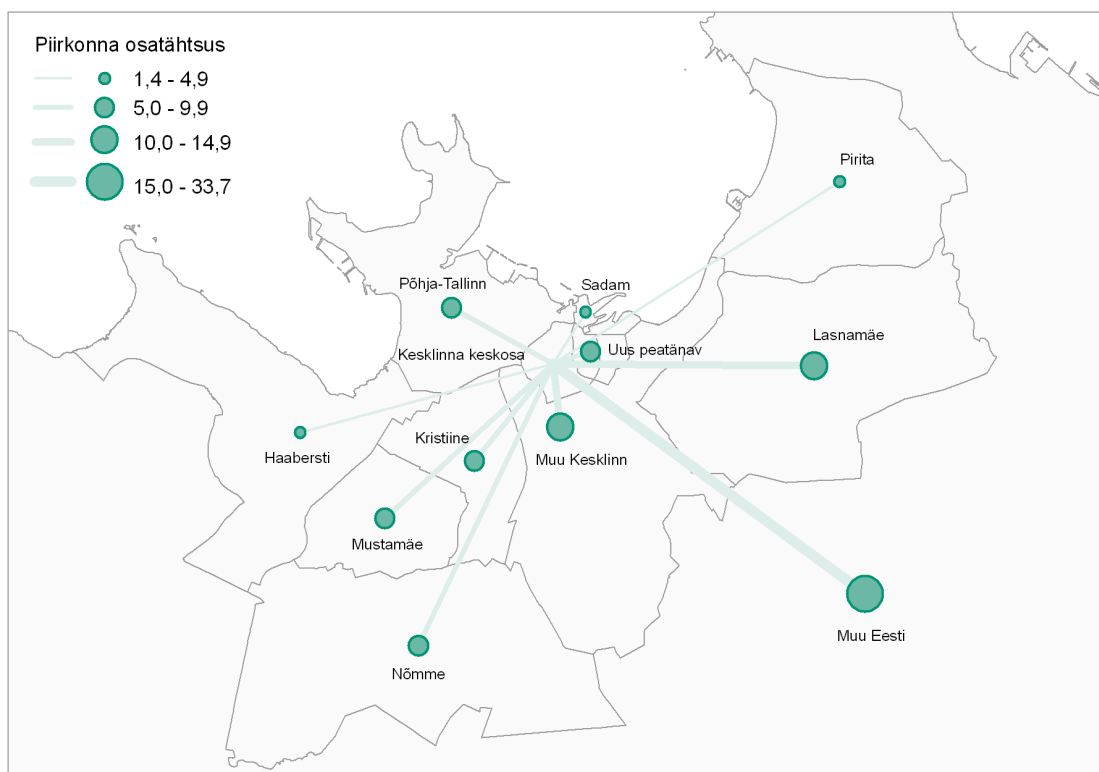 Piirkonna osatähtsus
1,4 - 4,9
5,0 - 9,9
10,0 - 14,9
15,0 - 33,7
Pirita
Põhja-Tallinn
Sadam
Lasnamäe
Kesklinna keskosa
Uus peatänav
Kristiine
Haabersti
Muu Kesklinn
Mustamäe
Muu Eesti
Nõmme